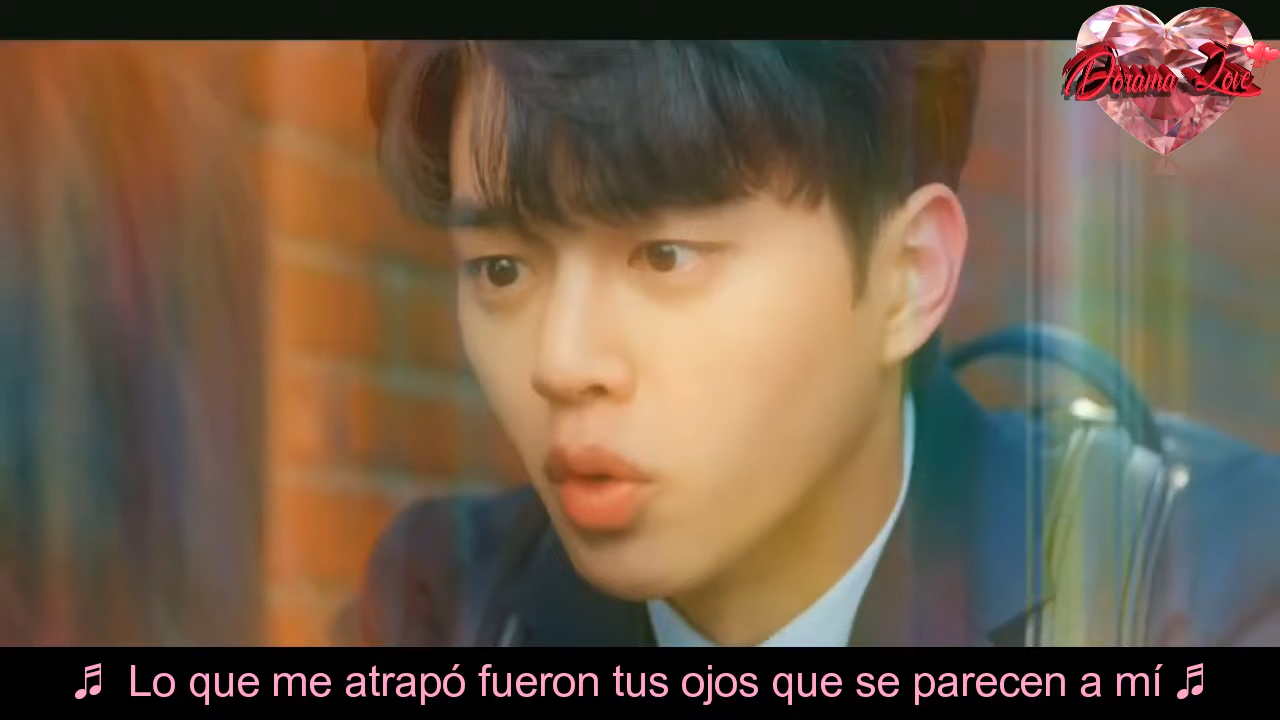 Dorama Love
♬ Lo que me atrapó fueron tus ojos que se parecen a mí ♬